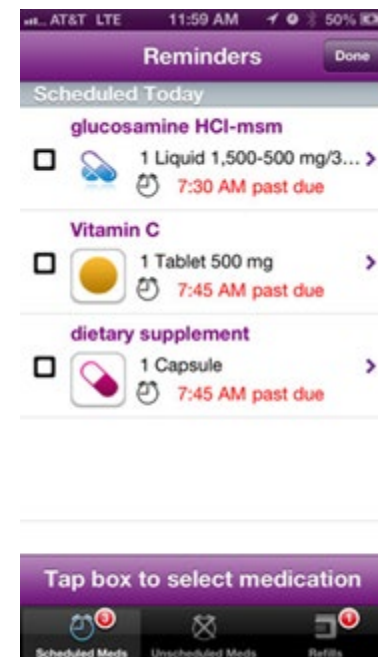 AT&T LTE 11:59 AM 50%
Reminders Done
Scheduled Today
glucosamine HCl-msm
1 Liquid 1,500-500 mg/3...
7:30 AM past due
Vitamin C
1 Tablet 500 mg
7:45 AM past due
dietary supplement
1 Capsule
7:45 AM past due
Tap box to select medication
3 1
Scheduled Meds Unscheduled Meds Refills